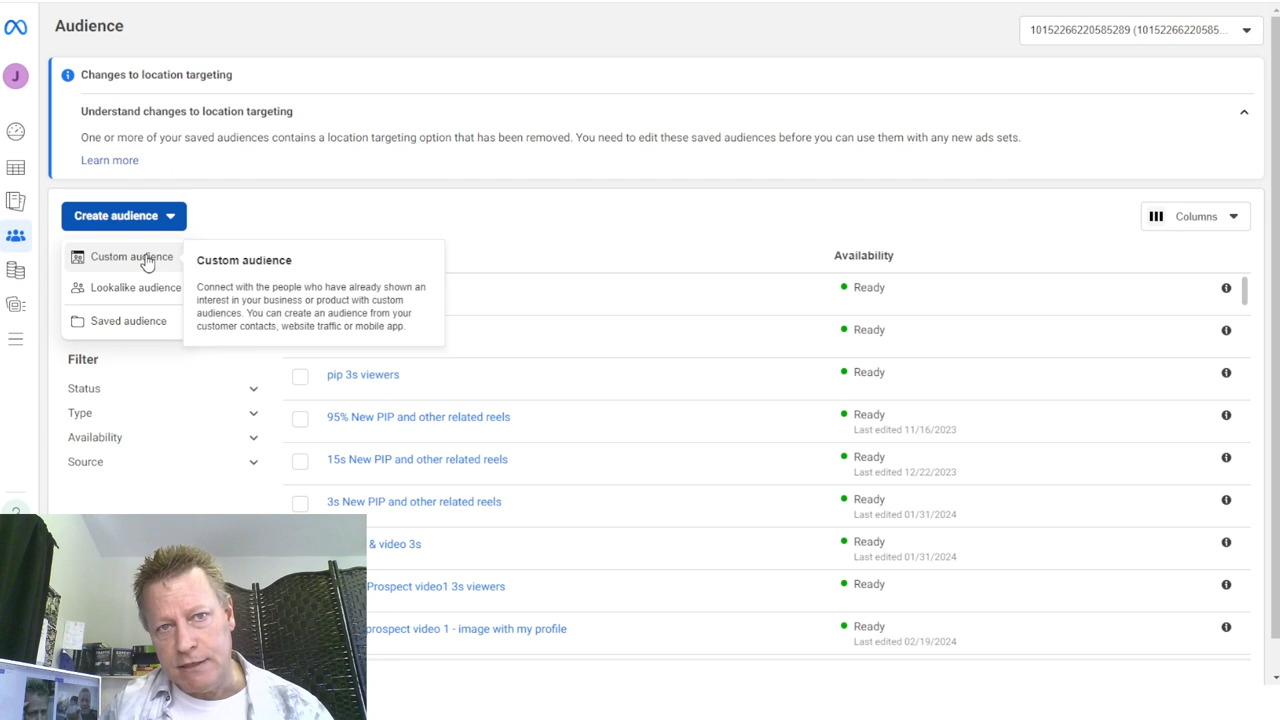 Audience
10152266220585289 (10152266220585...
Changes to location targeting
Understand changes to location targeting
One or more of your saved audiences contains a location targeting option that has been removed. You need to edit these saved audiences before you can use them with any new ads sets.
Learn more
J
Create audience
Columns
Custom audience
Lookalike audience
Saved audience
Custom audience
Connect with the people who have already shown an
interest in your business or product with custom
audiences. You can create an audience from your
customer contacts, website traffic or mobile app.
Filter
Status
Type
Availability
Source
Availability
Ready
Ready
pip 3s viewers
Ready
95% New PIP and other related reels
Ready
Last edited 11/16/2023
15s New PIP and other related reels
Ready
Last edited 12/22/2023
3s New PIP and other related reels
Ready
Last edited 01/31/2024
& video 3s
Ready
Last edited 01/31/2024
Prospect video1 3s viewers
Ready
prospect video 1 - image with my profile
Ready
Last edited 02/19/2024